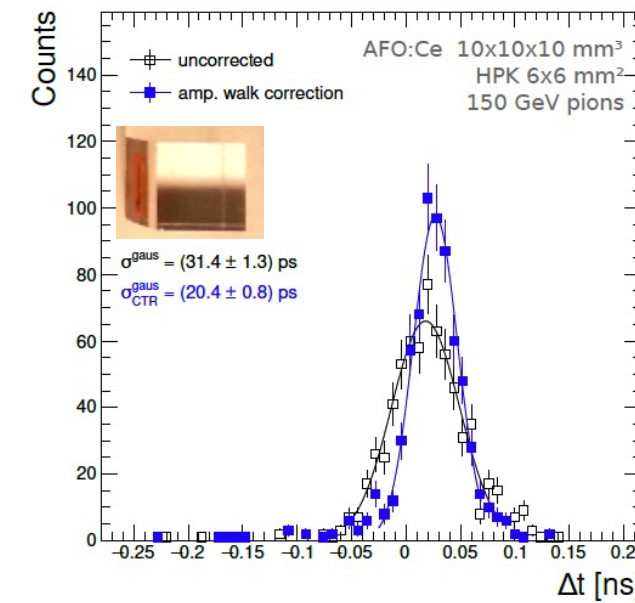 Counts
140
120
100
80
60
40
20
0
uncorrected
amp. walk correction
AFO:Ce 10x10x10 mm³
HPK 6x6 mm²
150 GeV pions
σ^gaus = (31.4 ± 1.3) ps
σ^gaus_CTR = (20.4 ± 0.8) ps
−0.25 −0.2 −0.15 −0.1 −0.05 0 0.05 0.1 0.15 0.2
Δt [ns